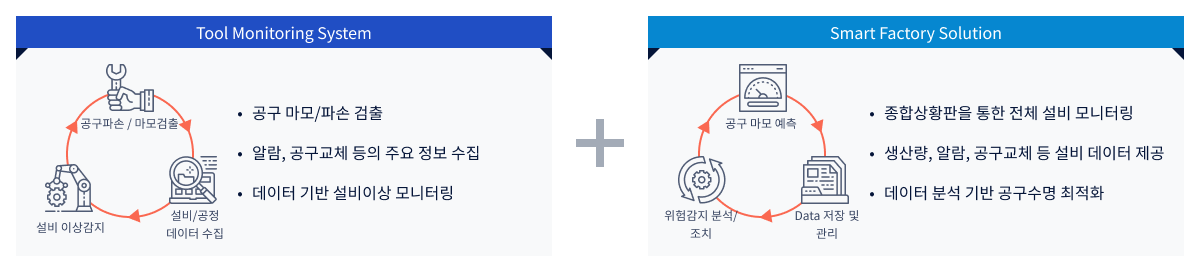 Tool Monitoring System
공구파손 / 마모검출
설비 이상감지
설비/공정
데이터 수집
• 공구 마모/파손 검출
• 알람, 공구교체 등의 주요 정보 수집
• 데이터 기반 설비이상 모니터링
Smart Factory Solution
공구 마모 예측
위험감지 분석/
조치
Data 저장 및
관리
• 종합상황판을 통한 전체 설비 모니터링
• 생산량, 알람, 공구교체 등 설비 데이터 제공
• 데이터 분석 기반 공구수명 최적화